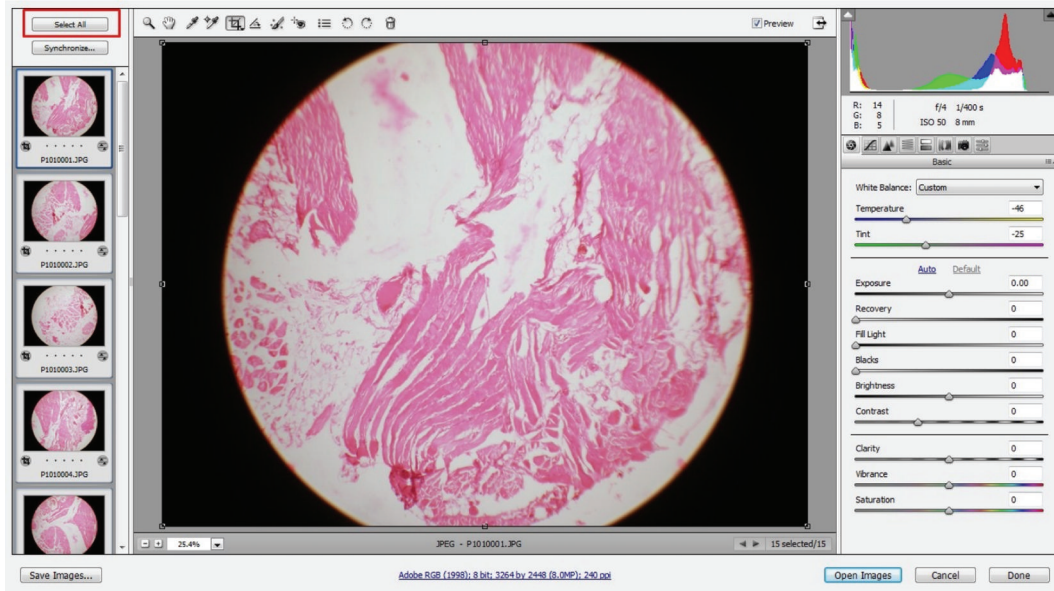 Select All
Synchronize...
P1010001.JPG
P1010002.JPG
P1010003.JPG
P1010004.JPG
Preview
25.4%
JPEG - P1010001.JPG
15 selected/15
R: 14
G: 8
B: 5
f/4 1/400 s
ISO 50 8 mm
Basic
White Balance: Custom
Temperature -46
Tint -25
Auto Default
Exposure 0.00
Recovery 0
Fill Light 0
Blacks 0
Brightness 0
Contrast 0
Clarity 0
Vibrance 0
Saturation 0
Save Images...
Adobe RGB (1998); 8 bit; 3264 by 2448 (8.0MP); 240 ppi
Open Images
Cancel
Done